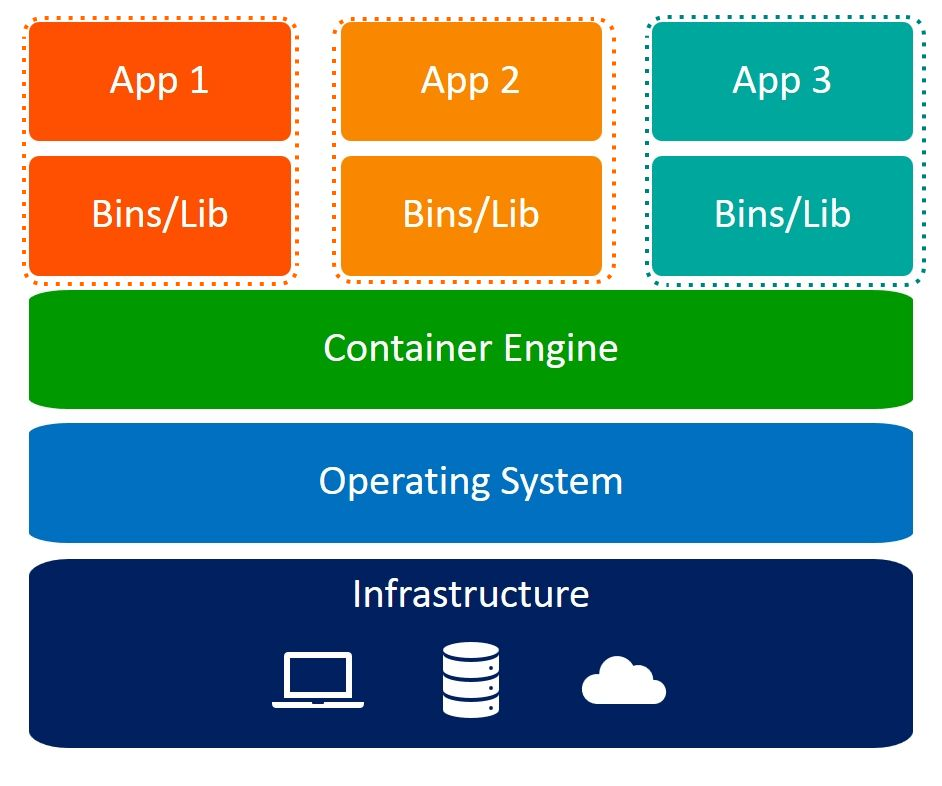 App 1
App 2
App 3
Bins/Lib
Bins/Lib
Bins/Lib
Container Engine
Operating System
Infrastructure